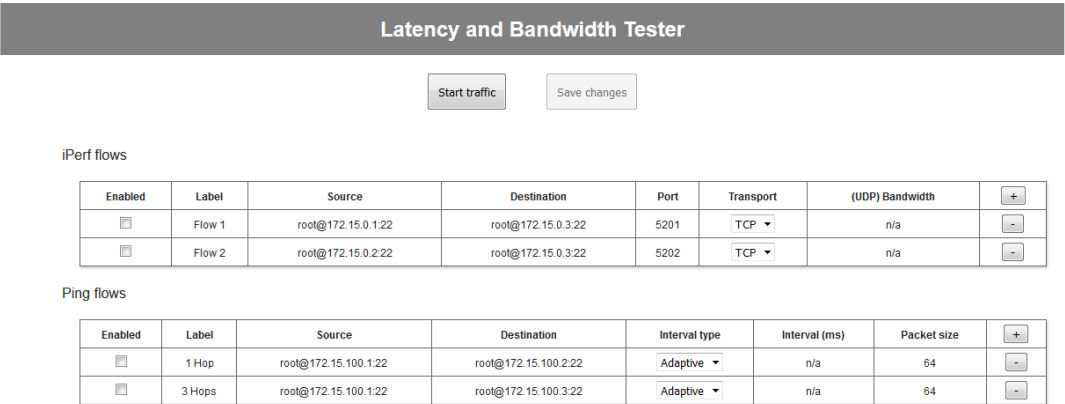 Latency and Bandwidth Tester
Start traffic Save changes
iPerf flows
Enabled Label Source Destination Port Transport (UDP) Bandwidth +
Flow 1 root@172.15.0.1:22 root@172.15.0.3:22 5201 TCP n/a -
Flow 2 root@172.15.0.2:22 root@172.15.0.3:22 5202 TCP n/a -
Ping flows
Enabled Label Source Destination Interval type Interval (ms) Packet size +
1 Hop root@172.15.100.1:22 root@172.15.100.2:22 Adaptive n/a 64 -
3 Hops root@172.15.100.1:22 root@172.15.100.3:22 Adaptive n/a 64 -